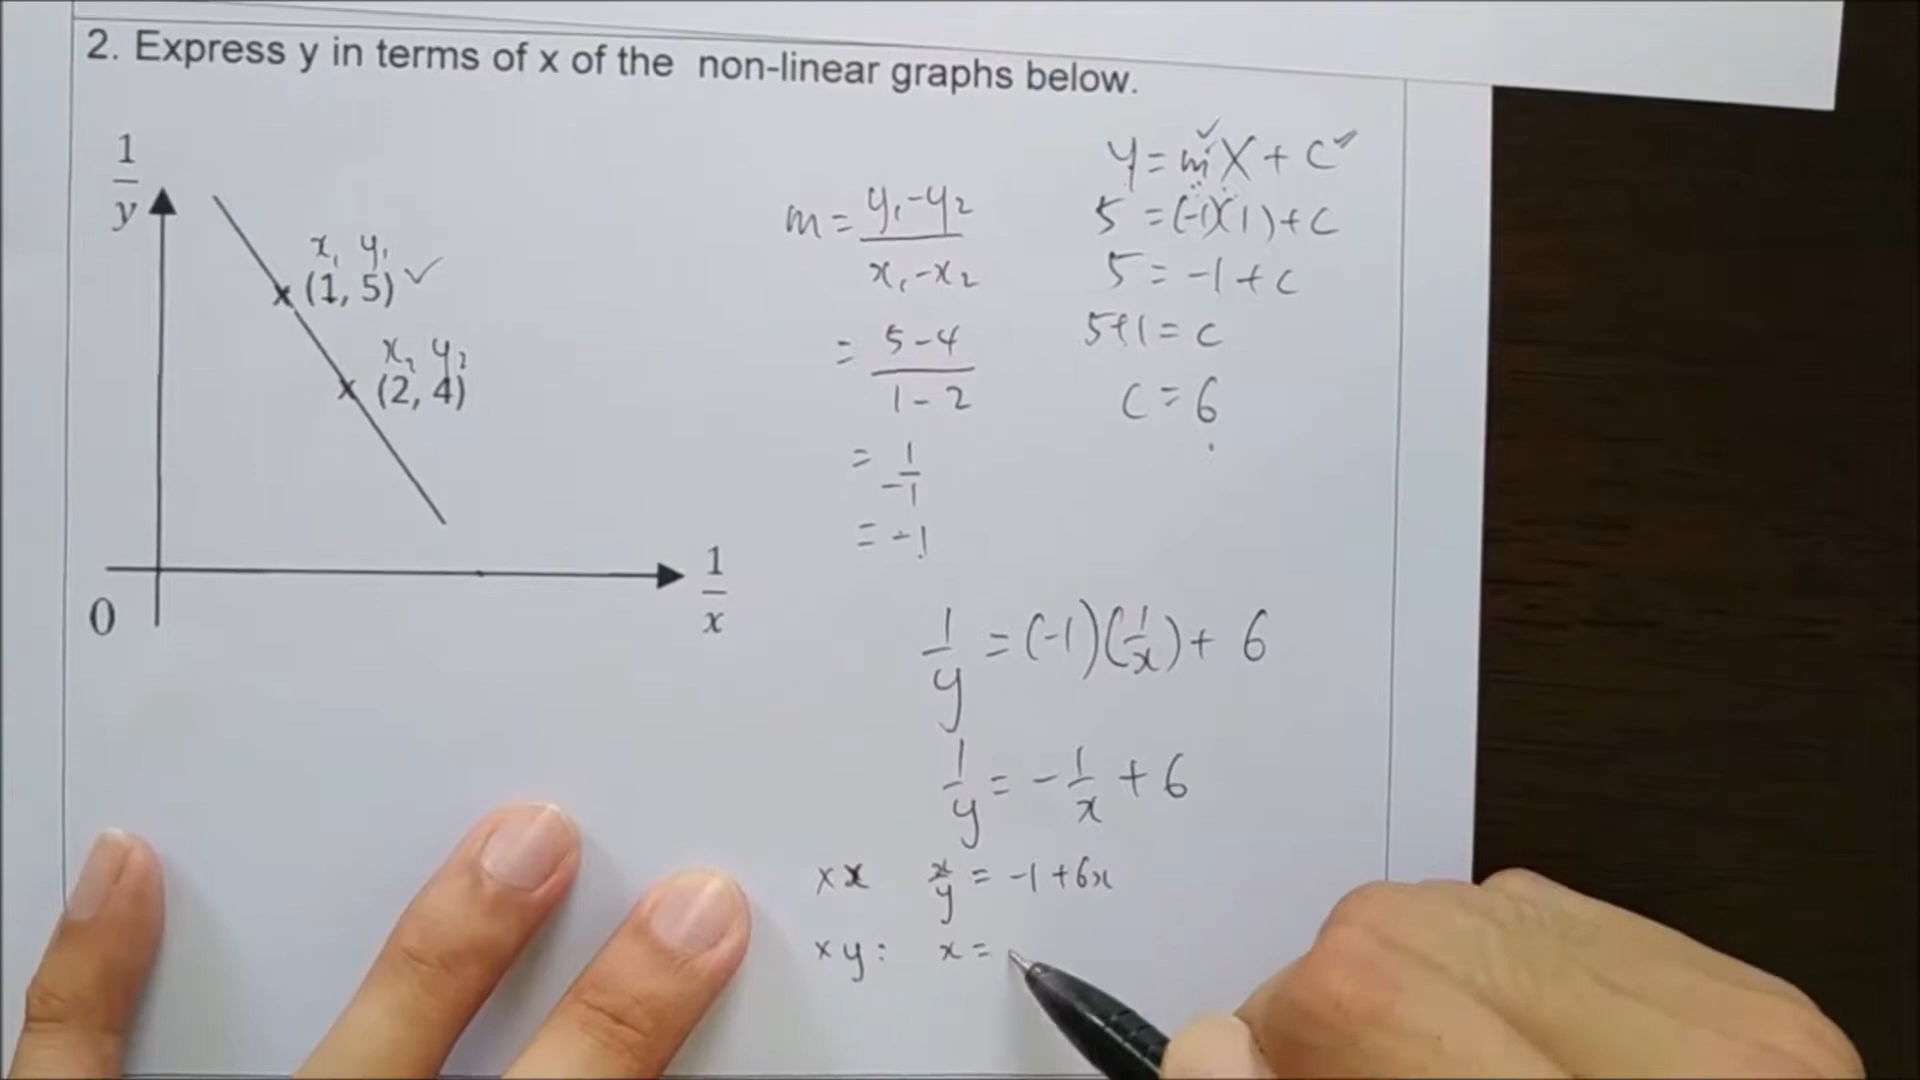 2. Express y in terms of x of the non-linear graphs below.
1/y
x₁ y₁
(1, 5) ✓
x₂ y₂
(2, 4)
0
1/x
m = (y₁-y₂)/(x₁-x₂)
= (5-4)/(1-2)
= 1/-1
= -1
Y = mX + C
5 = (-1)(1) + C
5 = -1 + C
5+1 = C
C = 6
1/y = (-1)(1/x) + 6
1/y = -1/x + 6
×x x/y = -1 + 6x
×y: x =